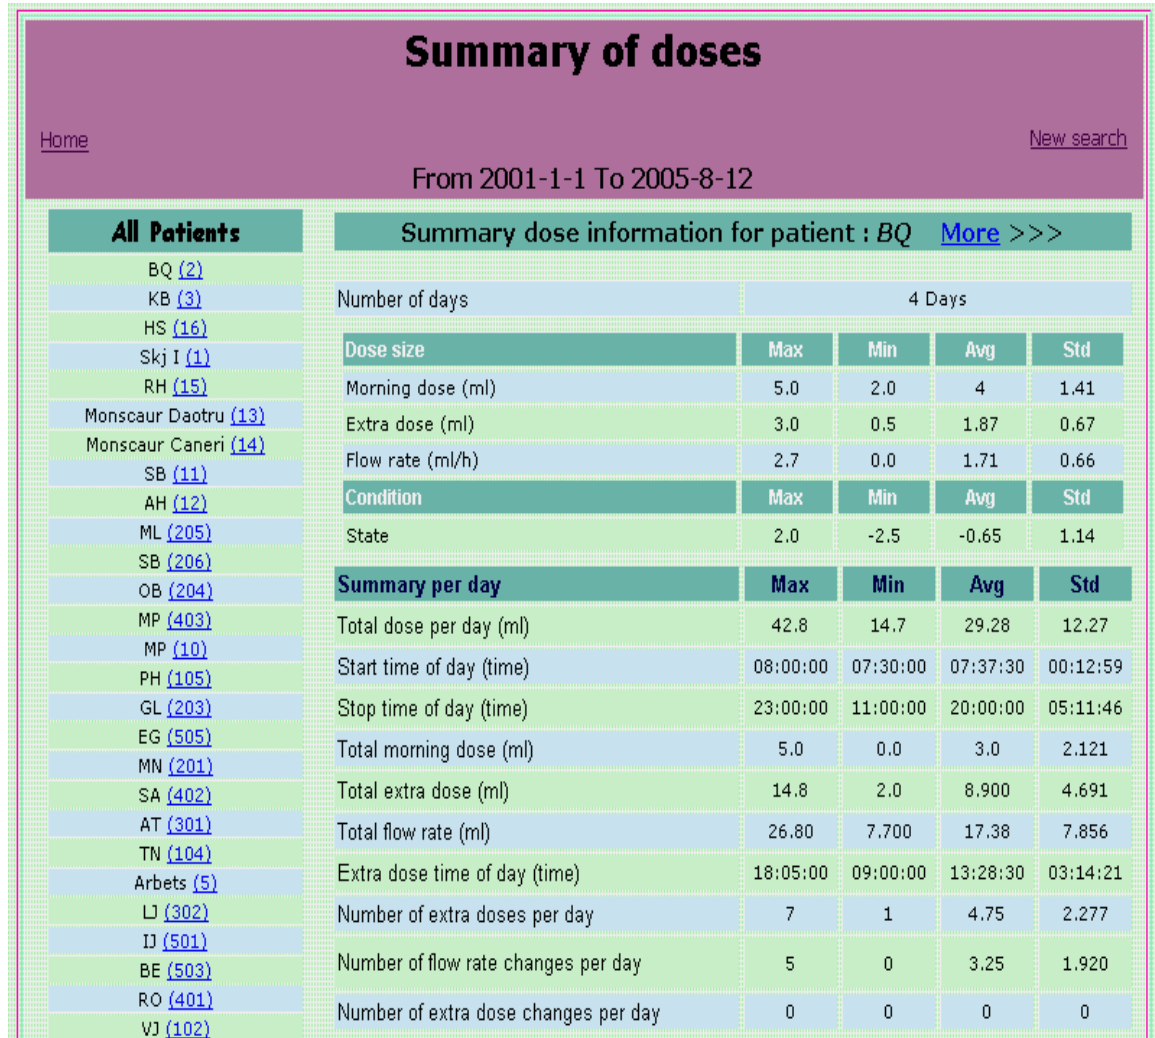 Summary of doses
Home
New search
From 2001-1-1 To 2005-8-12
All Patients
BQ (2)
KB (3)
HS (16)
Skj I (1)
RH (15)
Monscaur Daotru (13)
Monscaur Caneri (14)
SB (11)
AH (12)
ML (205)
SB (206)
OB (204)
MP (403)
MP (10)
PH (105)
GL (203)
EG (505)
MN (201)
SA (402)
AT (301)
TN (104)
Arbets (5)
LJ (302)
IJ (501)
BE (503)
RO (401)
VJ (102)
Summary dose information for patient : BQ More >>>
Number of days 4 Days
Dose size Max Min Avg Std
Morning dose (ml) 5.0 2.0 4 1.41
Extra dose (ml) 3.0 0.5 1.87 0.67
Flow rate (ml/h) 2.7 0.0 1.71 0.66
Condition Max Min Avg Std
State 2.0 -2.5 -0.65 1.14
Summary per day Max Min Avg Std
Total dose per day (ml) 42.8 14.7 29.28 12.27
Start time of day (time) 08:00:00 07:30:00 07:37:30 00:12:59
Stop time of day (time) 23:00:00 11:00:00 20:00:00 05:11:46
Total morning dose (ml) 5.0 0.0 3.0 2.121
Total extra dose (ml) 14.8 2.0 8.900 4.691
Total flow rate (ml) 26.80 7.700 17.38 7.856
Extra dose time of day (time) 18:05:00 09:00:00 13:28:30 03:14:21
Number of extra doses per day 7 1 4.75 2.277
Number of flow rate changes per day 5 0 3.25 1.920
Number of extra dose changes per day 0 0 0 0